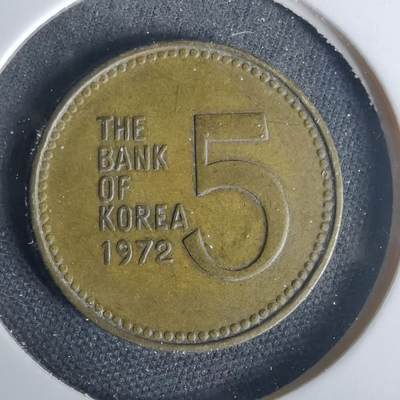 THE
BANK
OF
KOREA
1972
5